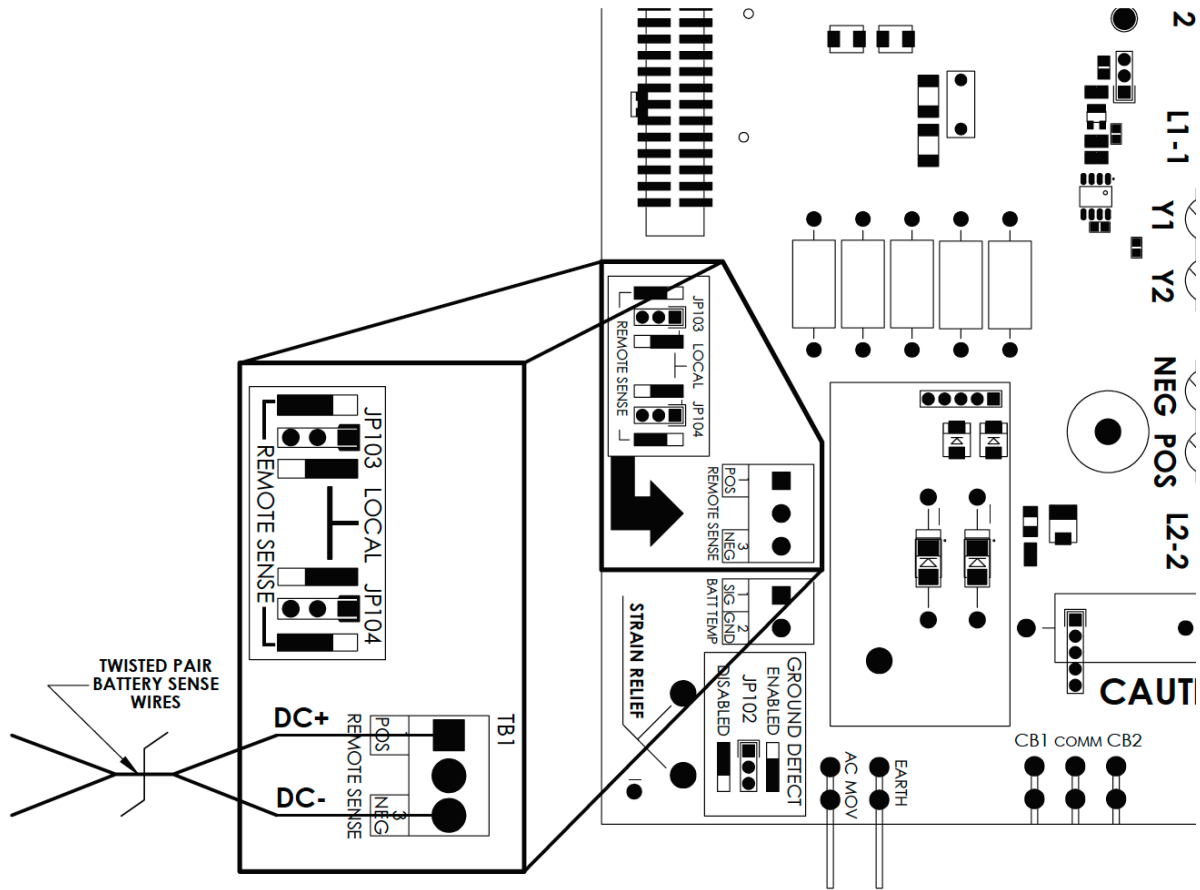 2
L1-1
Y1
Y2
NEG POS
L2-2
JP103 LOCAL JP104
REMOTE SENSE
POS
1
NEG
3
REMOTE SENSE
SIG GND
1 2
BATT TEMP
STRAIN RELIEF
GROUND DETECT
ENABLED
JP102
DISABLED
AC MOV
EARTH
CB1 COMM CB2
CAUTI
JP103 LOCAL JP104
REMOTE SENSE
TWISTED PAIR
BATTERY SENSE
WIRES
DC+
DC-
TB1
POS
NEG
3
REMOTE SENSE